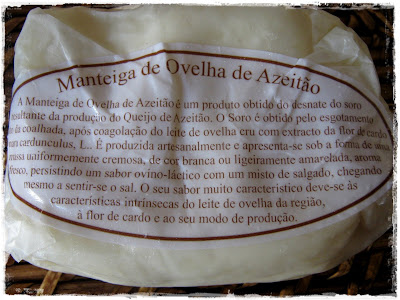 Manteiga de Ovelha de Azeitão
A Manteiga de Ovelha de Azeitão é um produto obtido do desnate do soro
resultante da produção do Queijo de Azeitão. O Soro é obtido pelo esgotamento
da coalhada, após coagolação do leite de ovelha cru com extracto da flor de cardo
cardunculus, L.. É produzida artesanalmente e apresenta-se sob a forma de
massa uniformemente cremosa, de cor branca ou ligeiramente amarelada, aroma
fresco, persistindo um sabor ovino-láctico com um misto de salgado, chegando
mesmo a sentir-se o sal. O seu sabor muito característico deve-se às
características intrínsecas do leite de ovelha da região,
à flor de cardo e ao seu modo de produção.